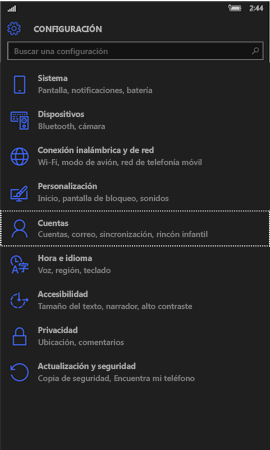 2:44
CONFIGURACIÓN
Buscar una configuración
Sistema
Pantalla, notificaciones, batería
Dispositivos
Bluetooth, cámara
Conexión inalámbrica y de red
Wi-Fi, modo de avión, red de telefonía móvil
Personalización
Inicio, pantalla de bloqueo, sonidos
Cuentas
Cuentas, correo, sincronización, rincón infantil
Hora e idioma
Voz, región, teclado
Accesibilidad
Tamaño del texto, narrador, alto contraste
Privacidad
Ubicación, comentarios
Actualización y seguridad
Copia de seguridad, Encuentra mi teléfono